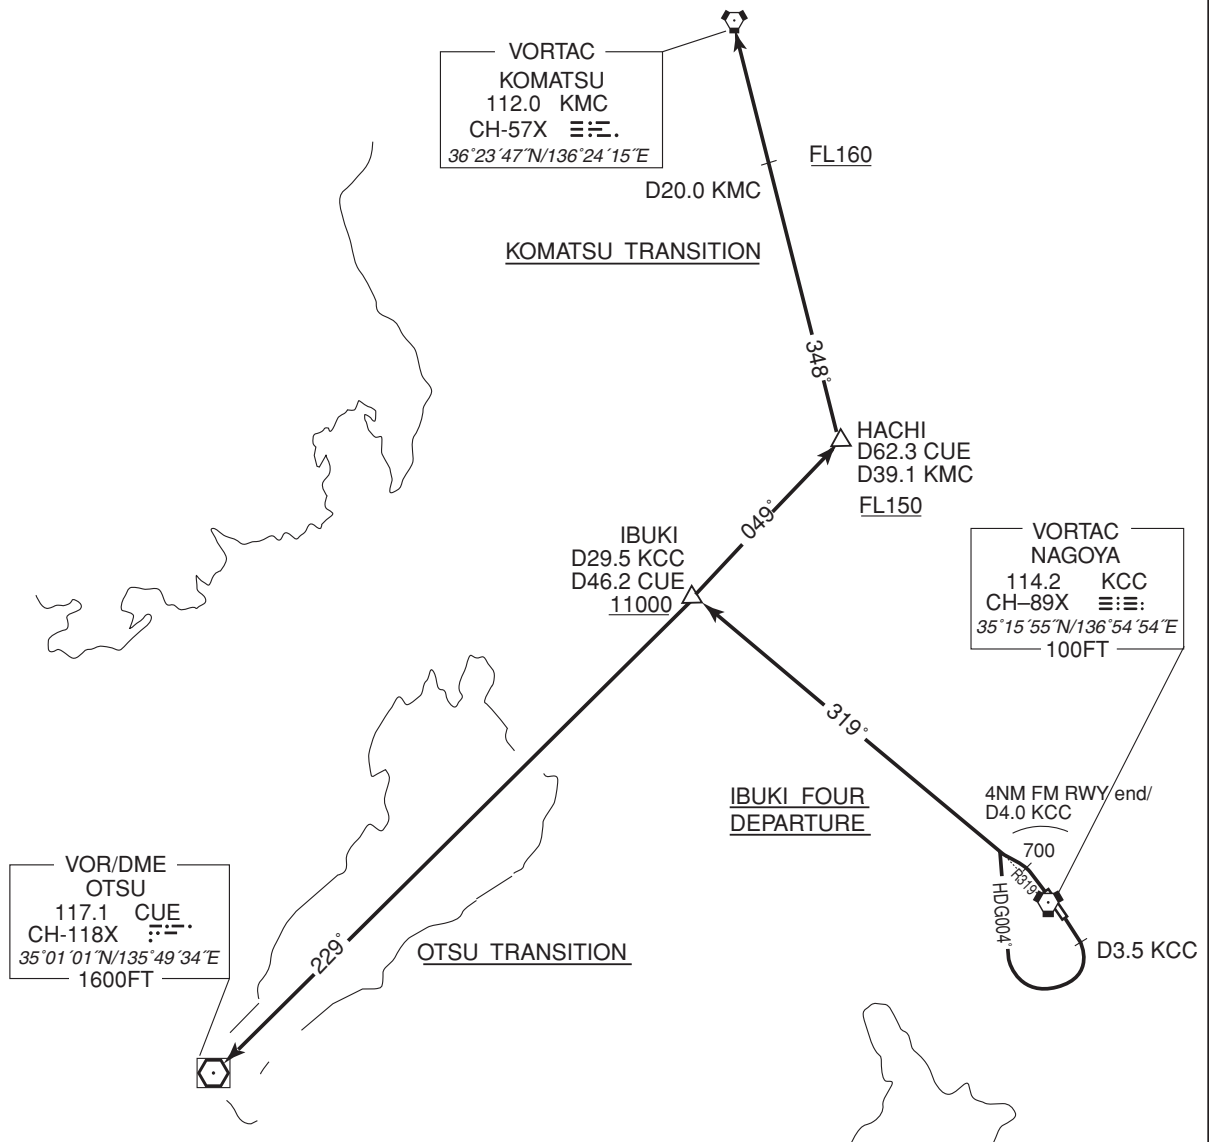 VORTAC
KOMATSU
112.0 KMC
CH-57X
36°23′47″N/136°24′15″E
FL160
D20.0 KMC
KOMATSU TRANSITION
348°
HACHI
D62.3 CUE
D39.1 KMC
FL150
049°
IBUKI
D29.5 KCC
D46.2 CUE
11000
VORTAC
NAGOYA
114.2 KCC
CH–89X
35°15′55″N/136°54′54″E
100FT
319°
IBUKI FOUR
DEPARTURE
4NM FM RWY end/
D4.0 KCC
700
R319°
HDG004°
D3.5 KCC
VOR/DME
OTSU
117.1 CUE
CH-118X
35°01′01″N/135°49′34″E
1600FT
229°
OTSU TRANSITION